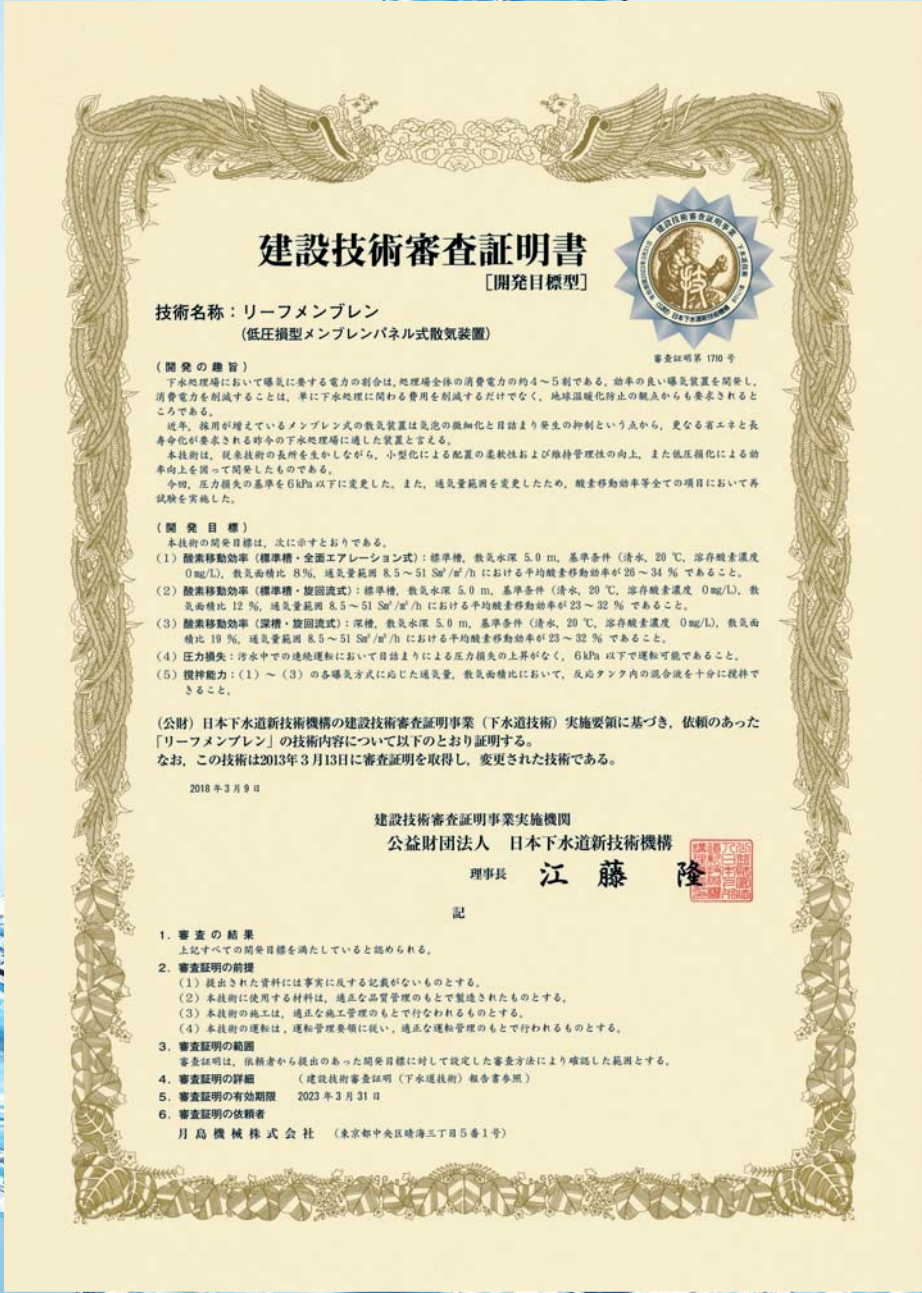 建設技術審査証明書
[開発目標型]
建設技術審査証明事業
下水道技術
(公財)日本下水道新技術機構
技
技術名称：リーフメンブレン
（低圧損型メンブレンパネル式散気装置）
審査証明第 1710 号
（開発の趣旨）
下水処理場において曝気に要する電力の割合は，処理場全体の消費電力の約４～５割である。効率の良い曝気装置を開発し，
消費電力を削減することは，単に下水処理に関わる費用を削減するだけでなく，地球温暖化防止の観点からも要求されると
ころである。
近年，採用が増えているメンブレン式の散気装置は気泡の微細化と目詰まり発生の抑制という点から，更なる省エネと長
寿命化が要求される昨今の下水処理場に適した装置と言える。
本技術は，従来技術の長所を生かしながら，小型化による配置の柔軟性および維持管理性の向上，また低圧損化による効
率向上を図って開発したものである。
今回，圧力損失の基準を６kPa 以下に変更した。また，通気量範囲を変更したため，酸素移動効率等全ての項目において再
試験を実施した。
（開 発 目 標）
本技術の開発目標は，次に示すとおりである。
（１）酸素移動効率（標準槽・全面エアレーション式）：標準槽，散気水深 5.0 m，基準条件（清水，20 ℃，溶存酸素濃度
０mg/L)，散気面積比 ８％，通気量範囲 8.5～51 Sm³/m²/h における平均酸素移動効率が 26～34 ％ であること。
（２）酸素移動効率（標準槽・旋回流式）：標準槽，散気水深 5.0 m，基準条件（清水，20 ℃，溶存酸素濃度 ０mg/L)，散
気面積比 12 ％，通気量範囲 8.5～51 Sm³/m²/h における平均酸素移動効率が 23～32 ％ であること。
（３）酸素移動効率（深槽・旋回流式）：深槽，散気水深 5.0 m，基準条件（清水，20 ℃，溶存酸素濃度 ０mg/L)，散気面
積比 19 ％，通気量範囲 8.5～51 Sm³/m²/h における平均酸素移動効率が 23～32 ％ であること。
（４）圧力損失：汚水中での連続運転において目詰まりによる圧力損失の上昇がなく，６kPa 以下で運転可能であること。
（５）撹拌能力：（１）～（３）の各曝気方式に応じた通気量，散気面積比において，反応タンク内の混合液を十分に撹拌で
きること。
（公財）日本下水道新技術機構の建設技術審査証明事業（下水道技術）実施要領に基づき，依頼のあった
「リーフメンブレン」の技術内容について以下のとおり証明する。
なお，この技術は2013年３月13日に審査証明を取得し，変更された技術である。
2018 年３月９日
建設技術審査証明事業実施機関
公益財団法人 日本下水道新技術機構
理事長 江 藤 隆
記
1．審 査 の 結 果
上記すべての開発目標を満たしていると認められる。
2．審査証明の前提
（１）提出された資料には事実に反する記載がないものとする。
（２）本技術に使用する材料は，適正な品質管理のもとで製造されたものとする。
（３）本技術の施工は，適正な施工管理のもとで行なわれるものとする。
（４）本技術の運転は，運転管理要領に従い，適正な運転管理のもとで行われるものとする。
3．審査証明の範囲
審査証明は，依頼者から提出のあった開発目標に対して設定した審査方法により確認した範囲とする。
4．審査証明の詳細 （建設技術審査証明（下水道技術）報告書参照）
5．審査証明の有効期限 2023 年３月 31 日
6．審査証明の依頼者
月 島 機 械 株 式 会 社 （東京都中央区晴海三丁目５番１号）